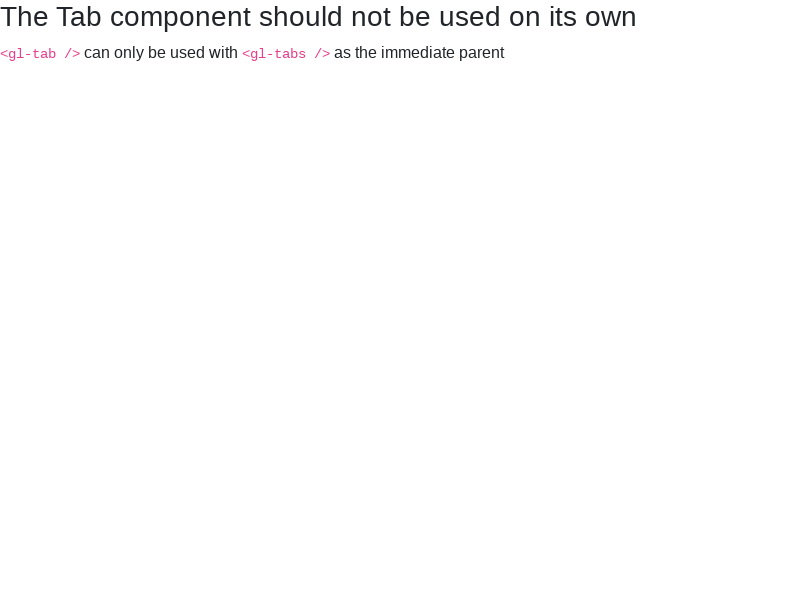 The Tab component should not be used on its own
<gl-tab /> can only be used with <gl-tabs /> as the immediate parent